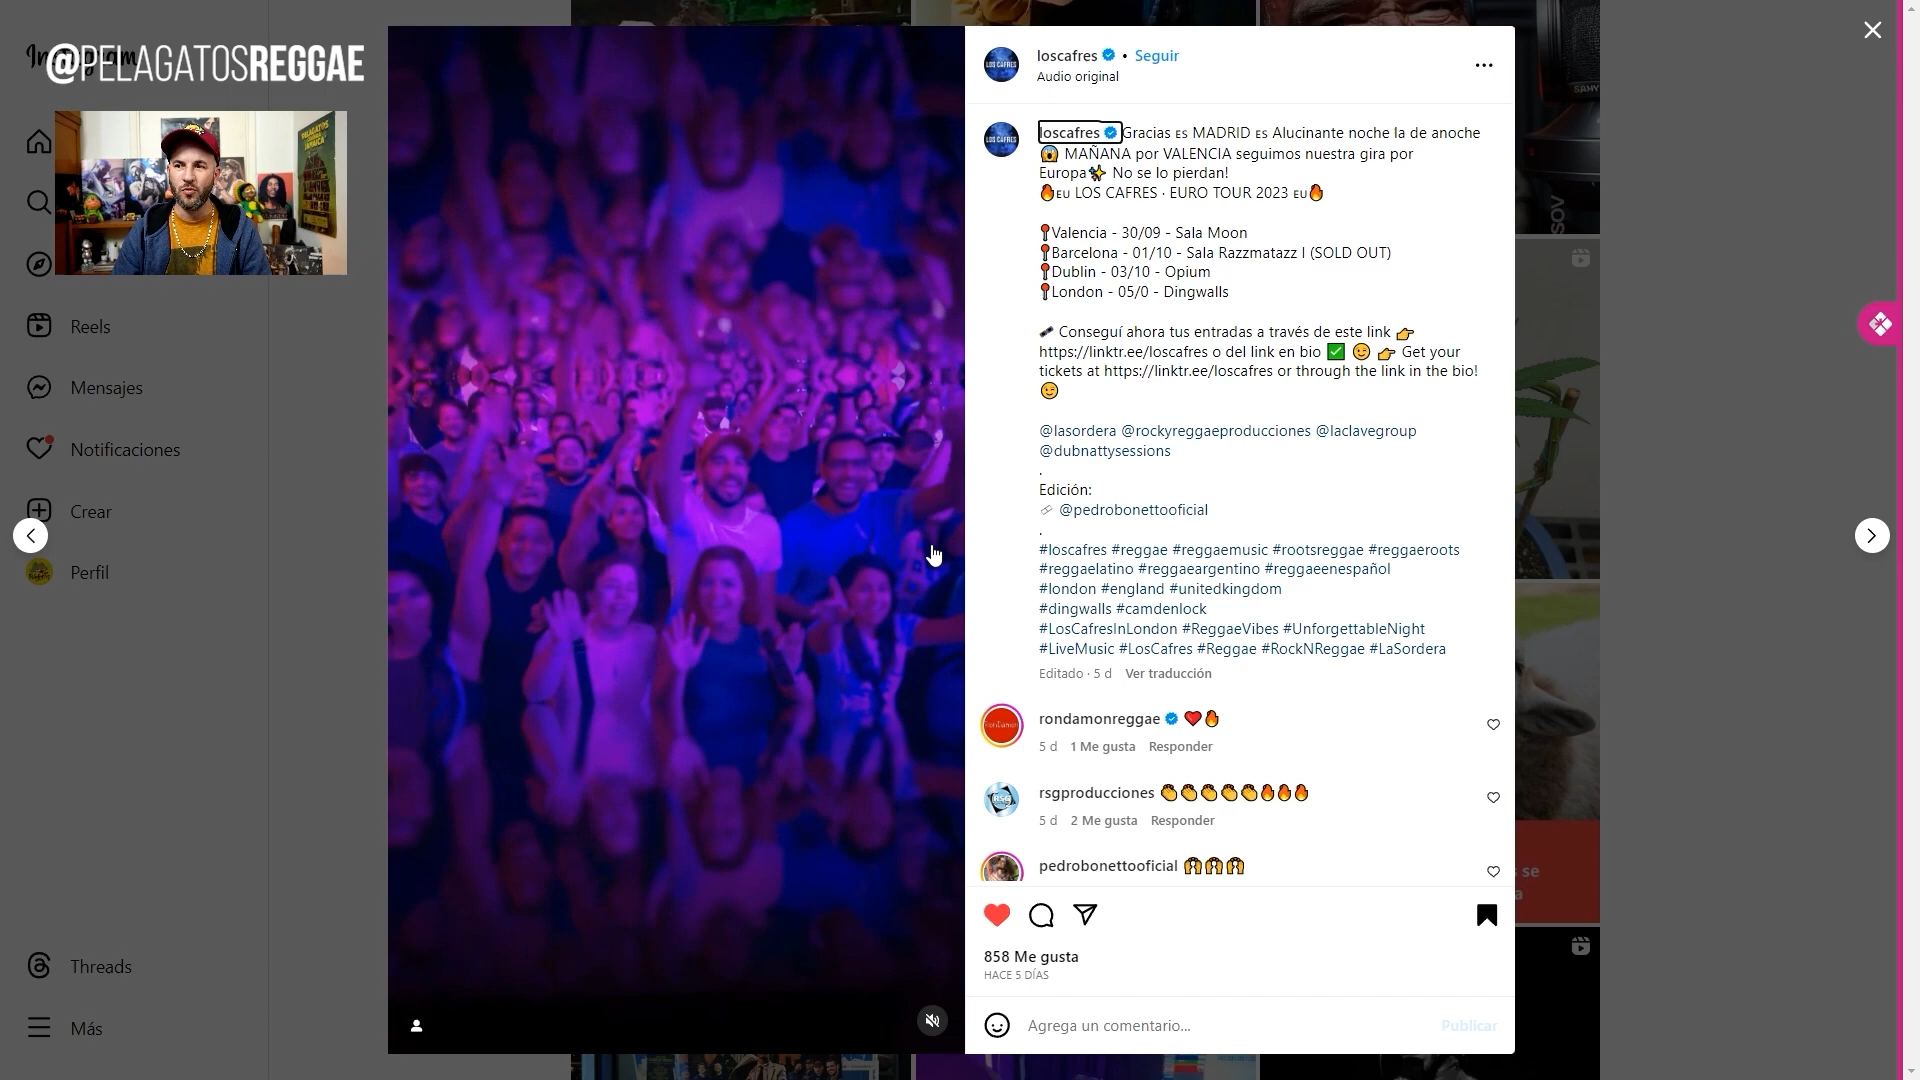 @PELAGATOSREGGAE
Reels
Mensajes
Notificaciones
Crear
Perfil
Threads
Más
loscafres • Seguir
Audio original
loscafres Gracias ES MADRID ES Alucinante noche la de anoche
😱 MAÑANA por VALENCIA seguimos nuestra gira por
Europa✨ No se lo pierdan!
🔥EU LOS CAFRES · EURO TOUR 2023 EU🔥
📍Valencia - 30/09 - Sala Moon
📍Barcelona - 01/10 - Sala Razzmatazz I (SOLD OUT)
📍Dublin - 03/10 - Opium
📍London - 05/0 - Dingwalls
Conseguí ahora tus entradas a través de este link 👉
https://linktr.ee/loscafres o del link en bio ✅ 😉 👉 Get your
tickets at https://linktr.ee/loscafres or through the link in the bio!
😉
@lasordera @rockyreggaeproducciones @laclavegroup
@dubnattysessions
.
Edición:
@pedrobonettooficial
.
#loscafres #reggae #reggaemusic #rootsreggae #reggaeroots
#reggaelatino #reggaeargentino #reggaeenespañol
#london #england #unitedkingdom
#dingwalls #camdenlock
#LosCafresInLondon #ReggaeVibes #UnforgettableNight
#LiveMusic #LosCafres #Reggae #RockNReggae #LaSordera
Editado · 5 d Ver traducción
rondamonreggae ❤️🔥
5 d 1 Me gusta Responder
rsgproducciones 👏👏👏👏👏🔥🔥🔥
5 d 2 Me gusta Responder
pedrobonettooficial 🙌🙌🙌
858 Me gusta
HACE 5 DÍAS
Agrega un comentario...
Publicar